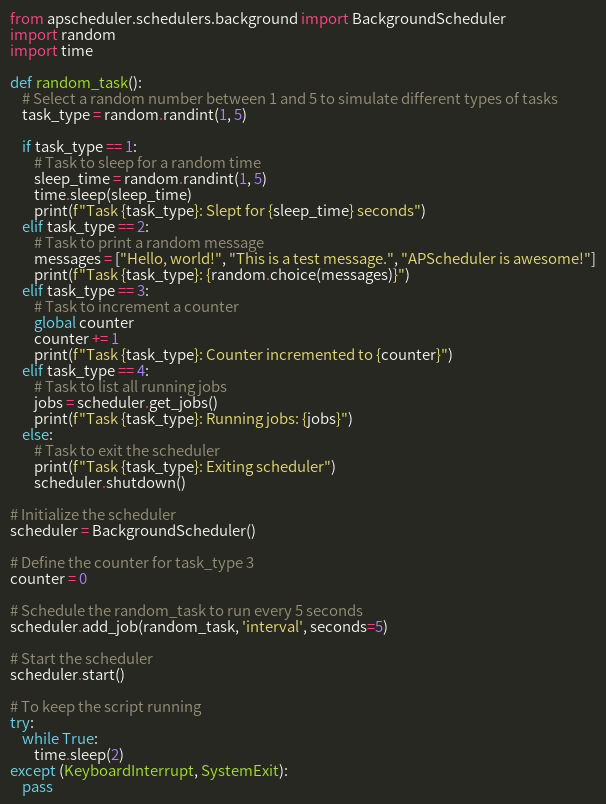 from apscheduler.schedulers.background import BackgroundScheduler
import random
import time

def random_task():
    # Select a random number between 1 and 5 to simulate different types of tasks
    task_type = random.randint(1, 5)

    if task_type == 1:
        # Task to sleep for a random time
        sleep_time = random.randint(1, 5)
        time.sleep(sleep_time)
        print(f"Task {task_type}: Slept for {sleep_time} seconds")
    elif task_type == 2:
        # Task to print a random message
        messages = ["Hello, world!", "This is a test message.", "APScheduler is awesome!"]
        print(f"Task {task_type}: {random.choice(messages)}")
    elif task_type == 3:
        # Task to increment a counter
        global counter
        counter += 1
        print(f"Task {task_type}: Counter incremented to {counter}")
    elif task_type == 4:
        # Task to list all running jobs
        jobs = scheduler.get_jobs()
        print(f"Task {task_type}: Running jobs: {jobs}")
    else:
        # Task to exit the scheduler
        print(f"Task {task_type}: Exiting scheduler")
        scheduler.shutdown()

# Initialize the scheduler
scheduler = BackgroundScheduler()

# Define the counter for task_type 3
counter = 0

# Schedule the random_task to run every 5 seconds
scheduler.add_job(random_task, 'interval', seconds=5)

# Start the scheduler
scheduler.start()

# To keep the script running
try:
    while True:
        time.sleep(2)
except (KeyboardInterrupt, SystemExit):
    pass